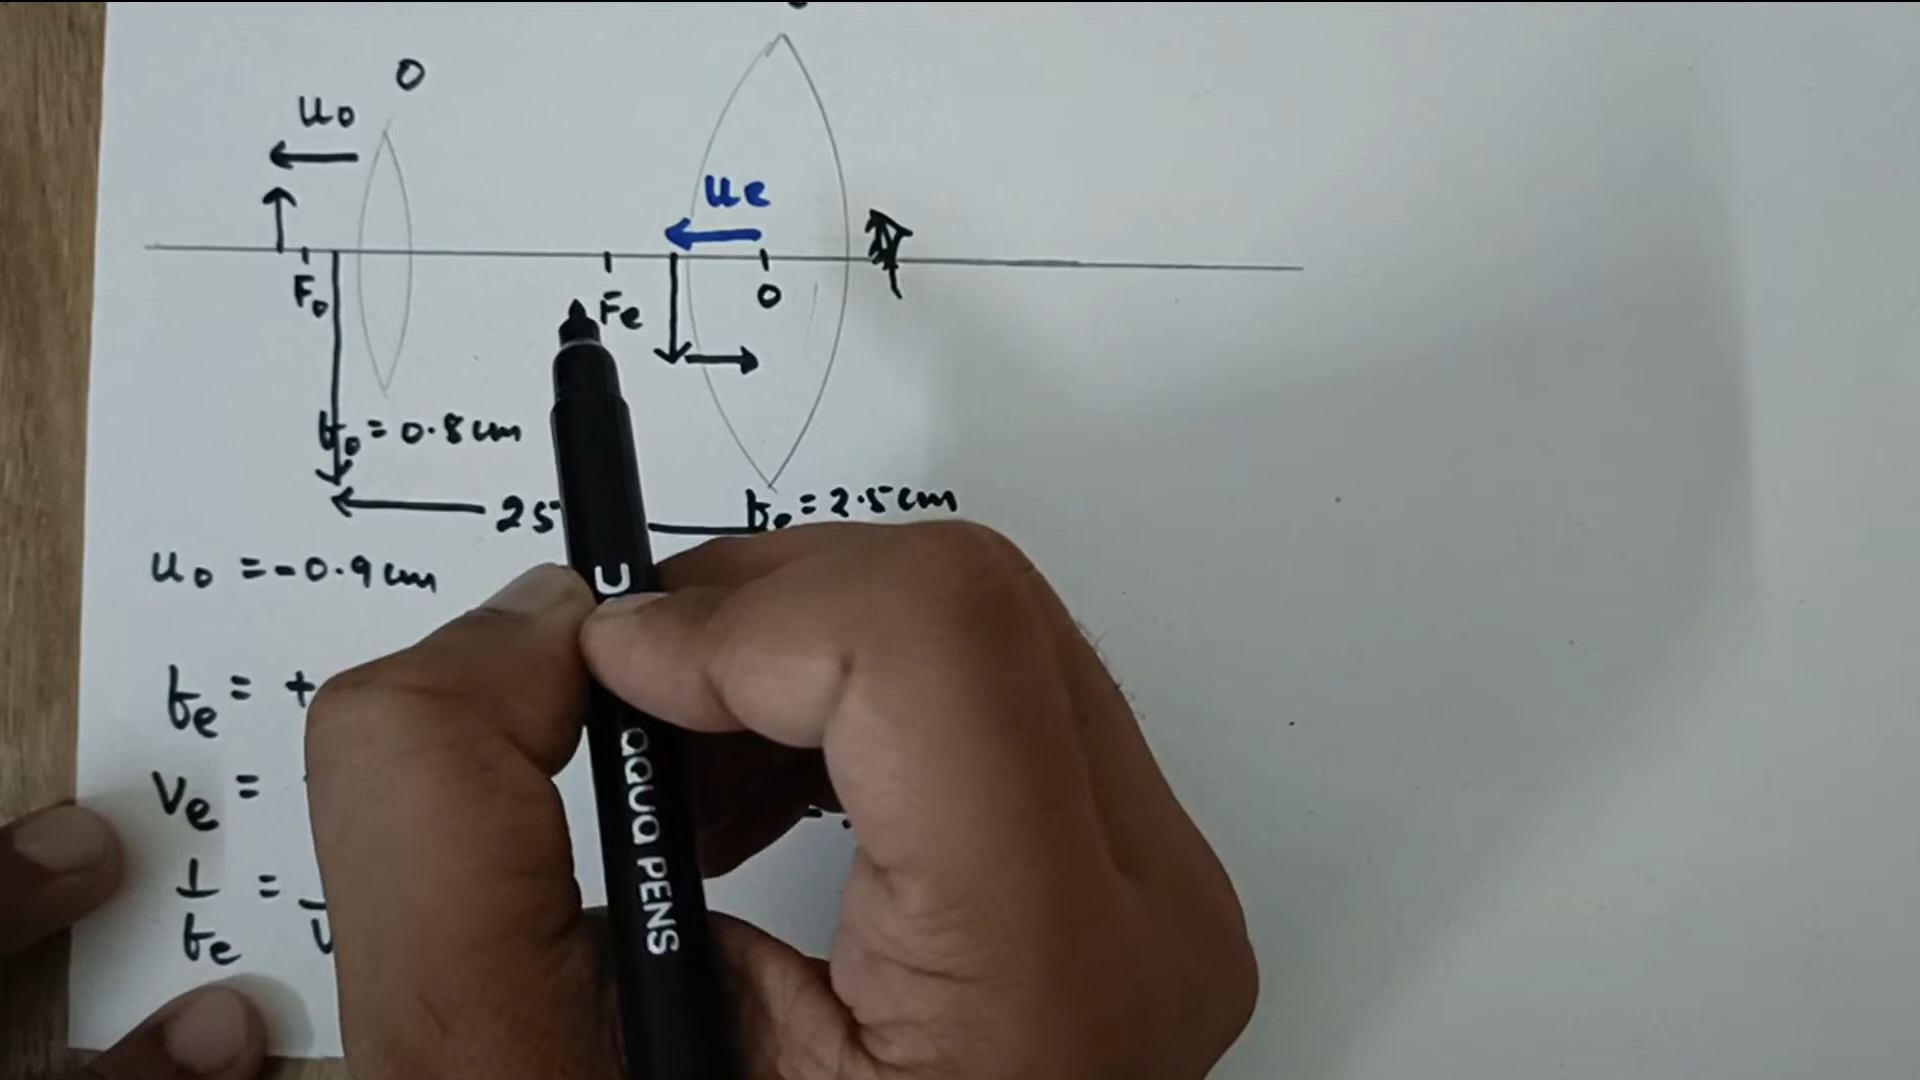 O
u₀
ue
F₀
Fe
O
f₀ = 0.8 cm
25
fe = 2.5 cm
u₀ = -0.9 cm
fe = +
ve =
1/fe = 1/v
U
AQUA PENS